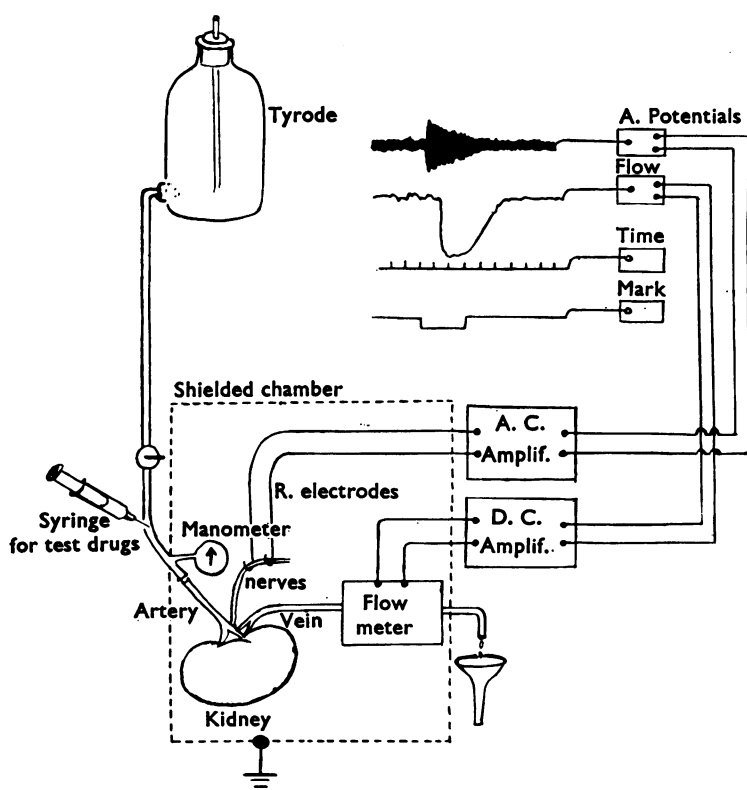 Tyrode
A. Potentials
Flow
Time
Mark
Shielded chamber
A. C.
Amplif.
R. electrodes
D. C.
Amplif.
Syringe
for test drugs
Manometer
nerves
Artery
Vein
Flow
meter
Kidney